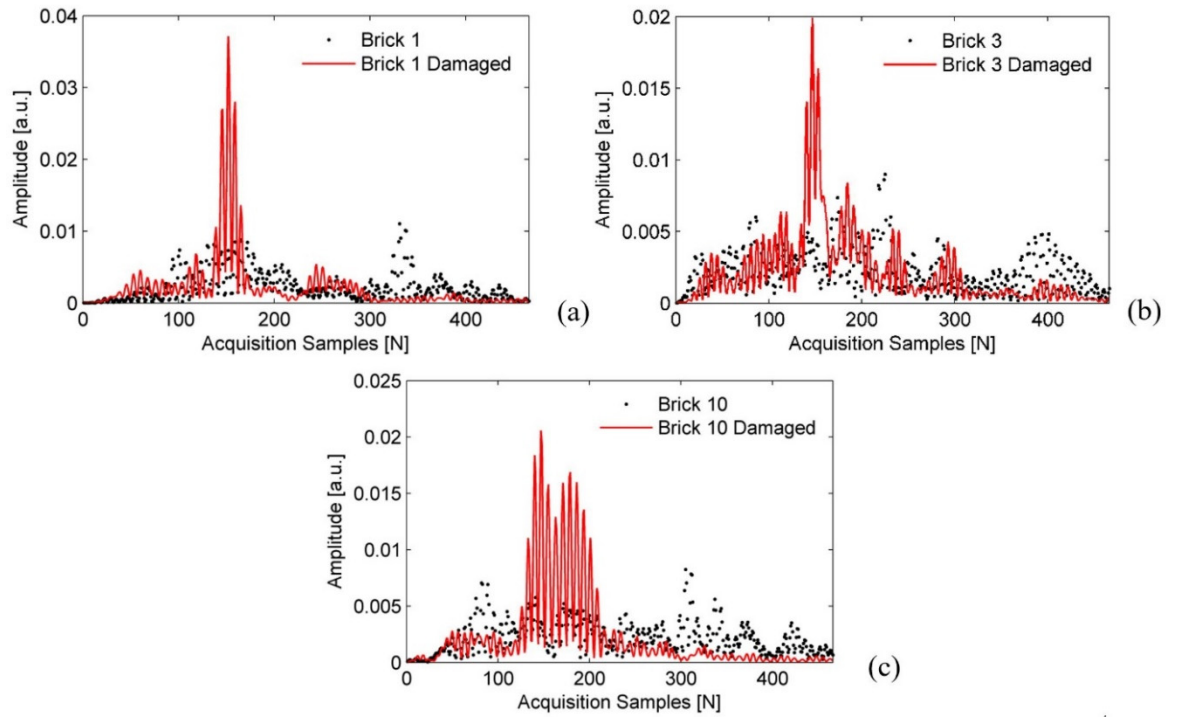 0.04
0.03
0.02
0.01
0
Amplitude [a.u.]
Brick 1
Brick 1 Damaged
0 100 200 300 400
Acquisition Samples [N]
(a)
0.02
0.015
0.01
0.005
0
Amplitude [a.u.]
Brick 3
Brick 3 Damaged
0 100 200 300 400
Acquisition Samples [N]
(b)
0.025
0.02
0.015
0.01
0.005
0
Amplitude [a.u.]
Brick 10
Brick 10 Damaged
0 100 200 300 400
Acquisition Samples [N]
(c)